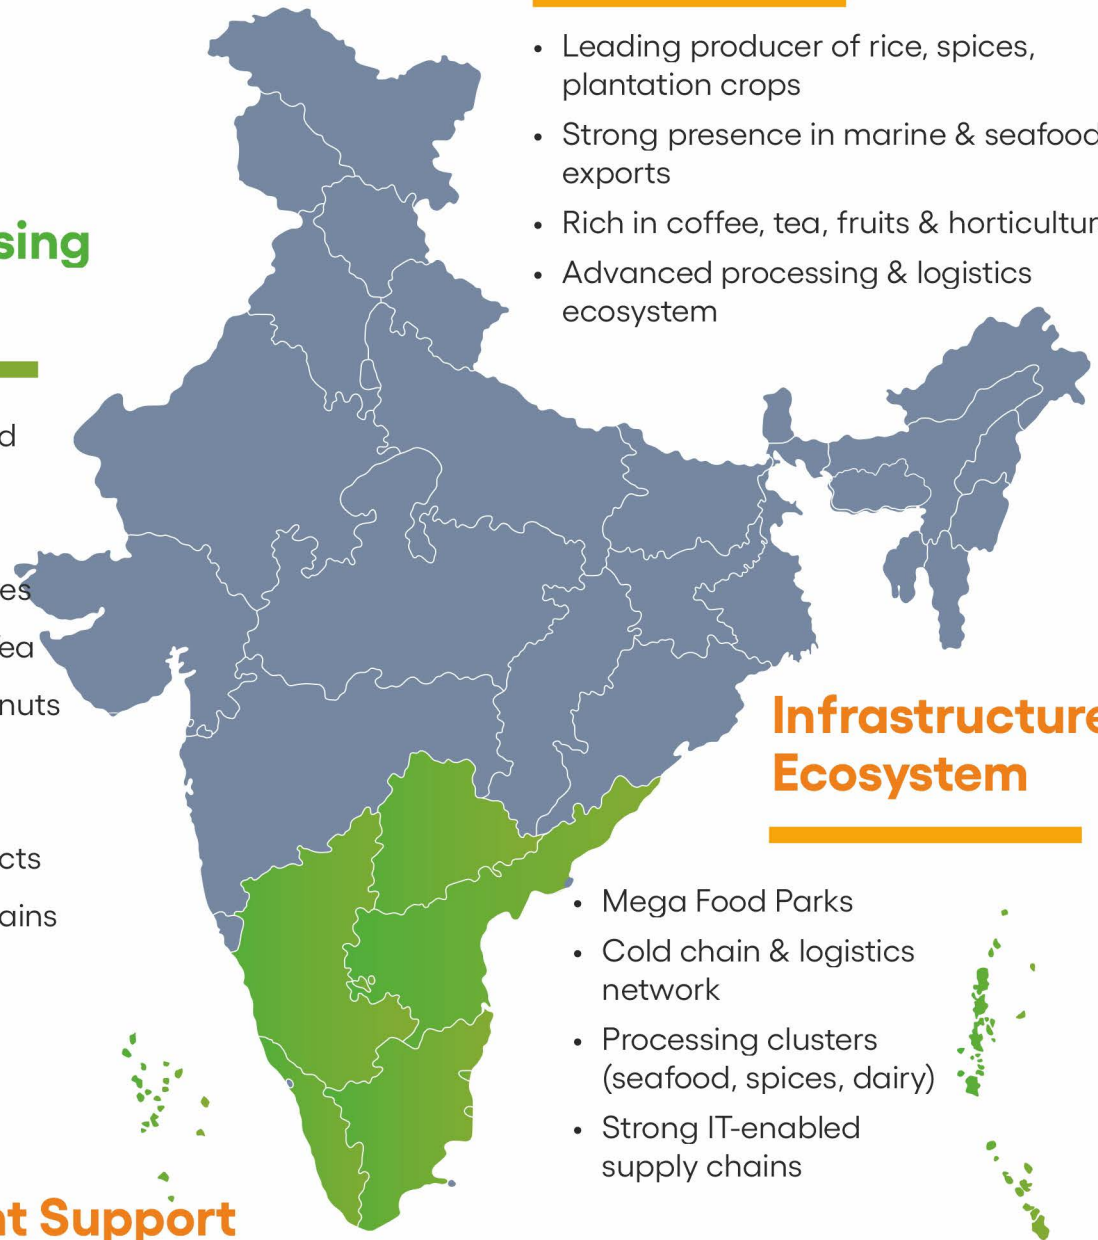 • Leading producer of rice, spices,
plantation crops
• Strong presence in marine & seafood
exports
• Rich in coffee, tea, fruits & horticultur
• Advanced processing & logistics
ecosystem
sing
d
es
ea
nuts
cts
ains
Infrastructure
Ecosystem
• Mega Food Parks
• Cold chain & logistics
network
• Processing clusters
(seafood, spices, dairy)
• Strong IT-enabled
supply chains
nt Support